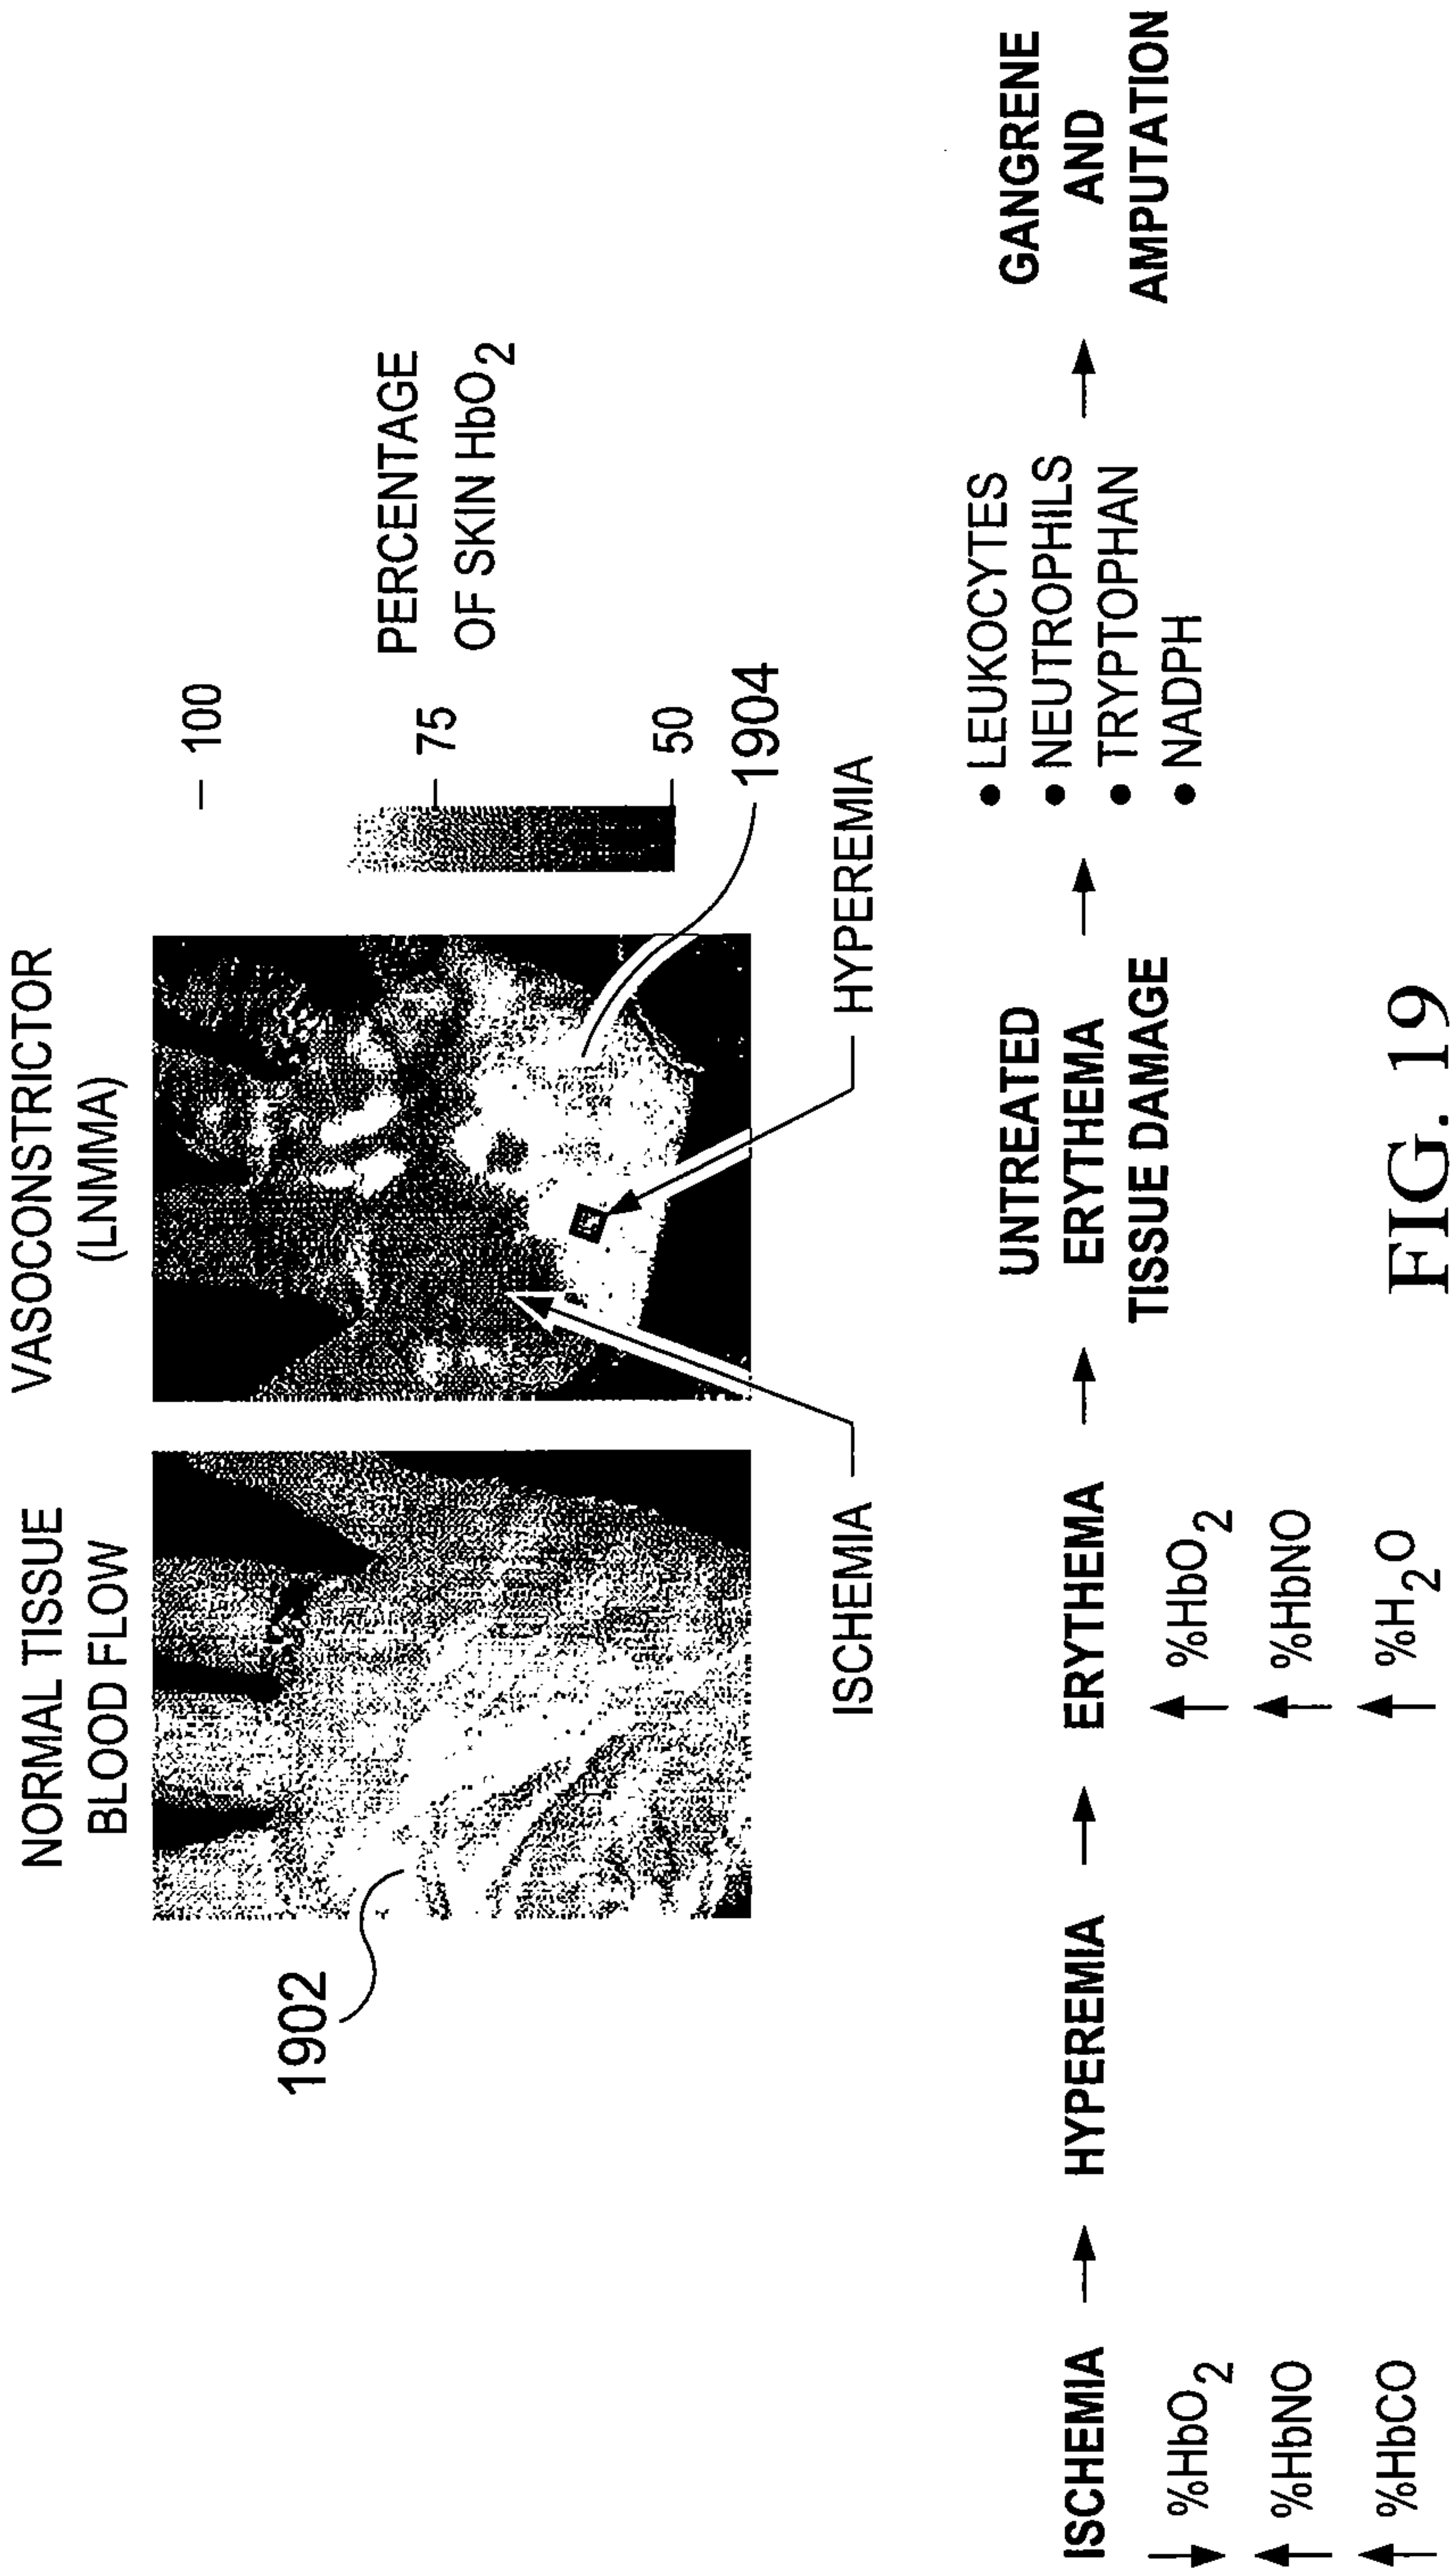 NORMAL TISSUE
BLOOD FLOW
VASOCONSTRICTOR
(LNMMA)
1902
100
75
50
PERCENTAGE
OF SKIN HbO2
1904
ISCHEMIA
HYPEREMIA
ISCHEMIA → HYPEREMIA → ERYTHEMA →
UNTREATED
ERYTHEMA
TISSUE DAMAGE
→
• LEUKOCYTES
• NEUTROPHILS
• TRYPTOPHAN
• NADPH
→
GANGRENE
AND
AMPUTATION
↓ %HbO2
↑ %HbNO
↑ %HbCO
↑ %HbO2
↑ %HbNO
↑ %H2O
FIG. 19